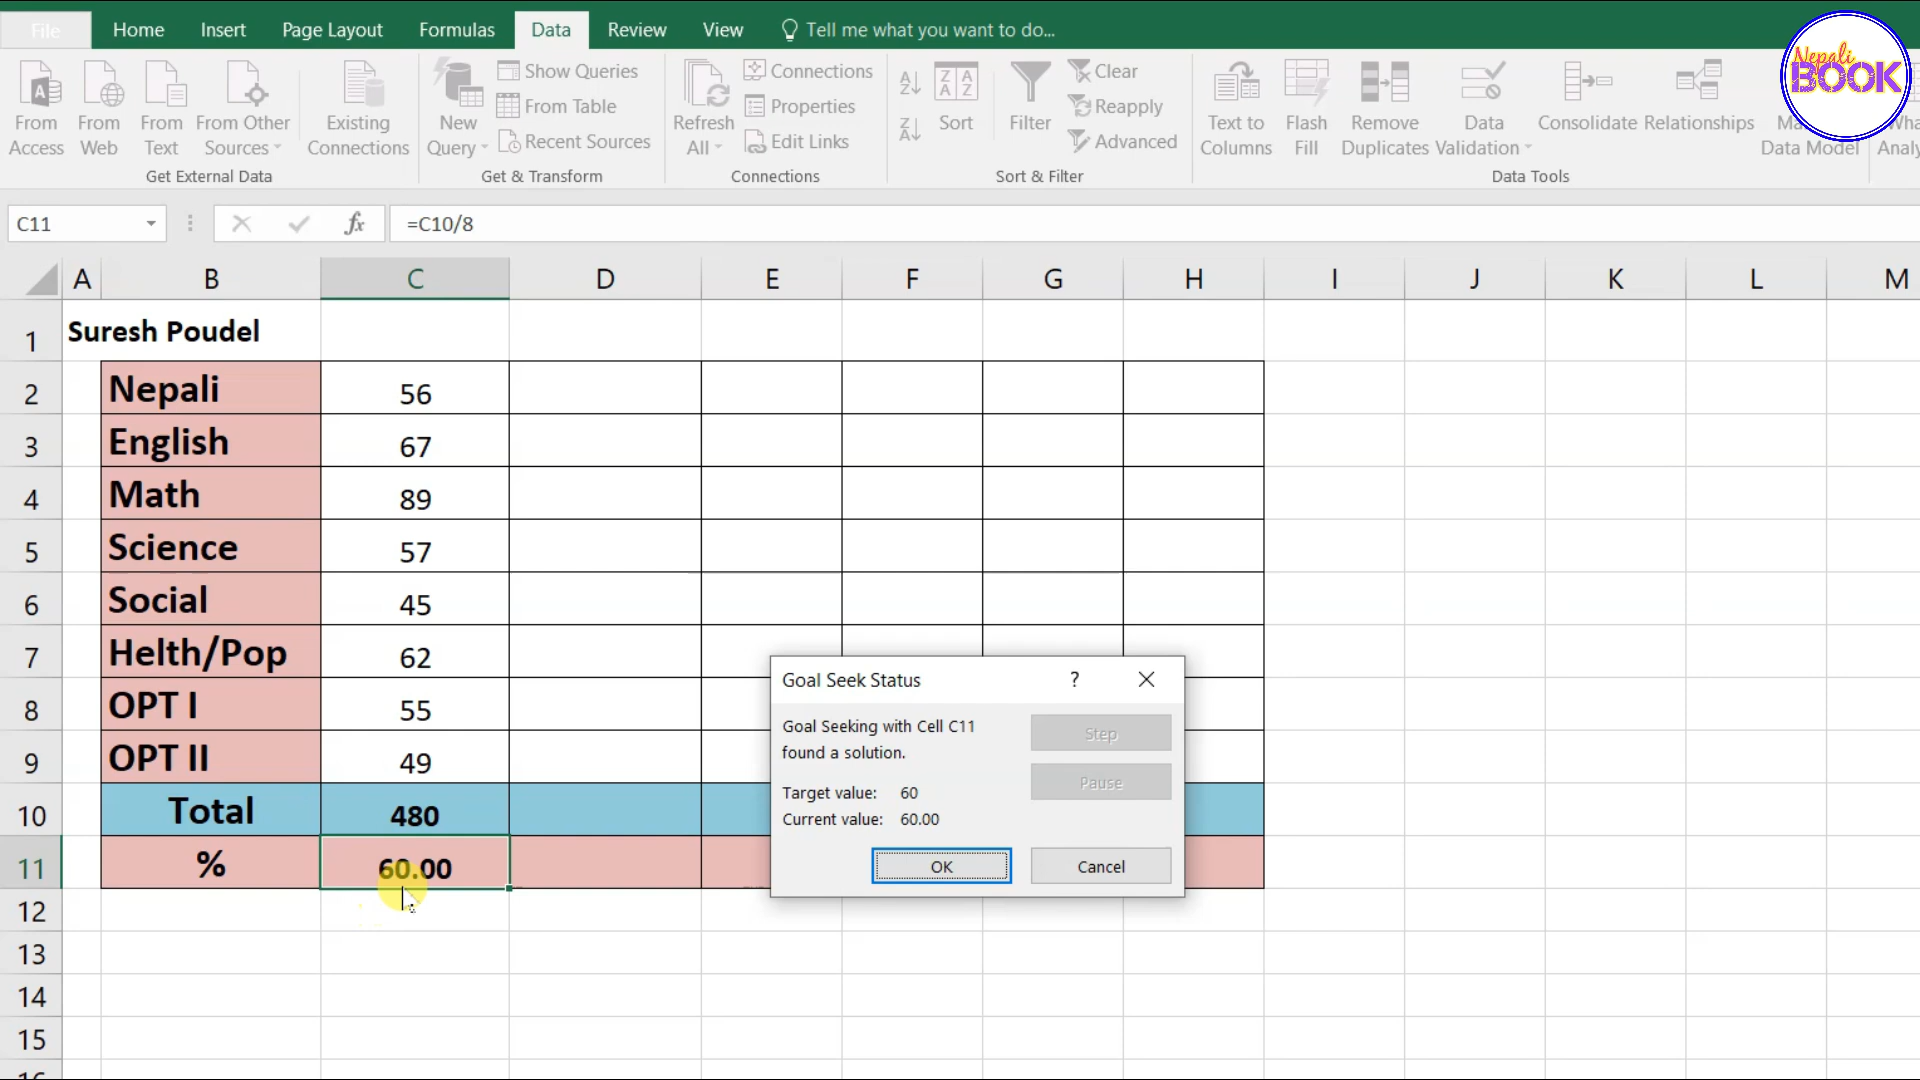 File Home Insert Page Layout Formulas Data Review View Tell me what you want to do...
Nepali
BOOK
From Access From Web From Text From Other Sources Existing Connections New Query Show Queries From Table Recent Sources Refresh All Connections Properties Edit Links Sort Filter Clear Reapply Advanced Text to Columns Flash Fill Remove Duplicates Data Validation Consolidate Relationships Data Model
Get External Data Get & Transform Connections Sort & Filter Data Tools
C11 fx =C10/8
A B C D E F G H I J K L M
1 Suresh Poudel
2 Nepali 56
3 English 67
4 Math 89
5 Science 57
6 Social 45
7 Helth/Pop 62
8 OPT I 55
9 OPT II 49
10 Total 480
11 % 60.00
12
13
14
15
Goal Seek Status ?
Goal Seeking with Cell C11
found a solution.
Step
Pause
Target value: 60
Current value: 60.00
OK Cancel